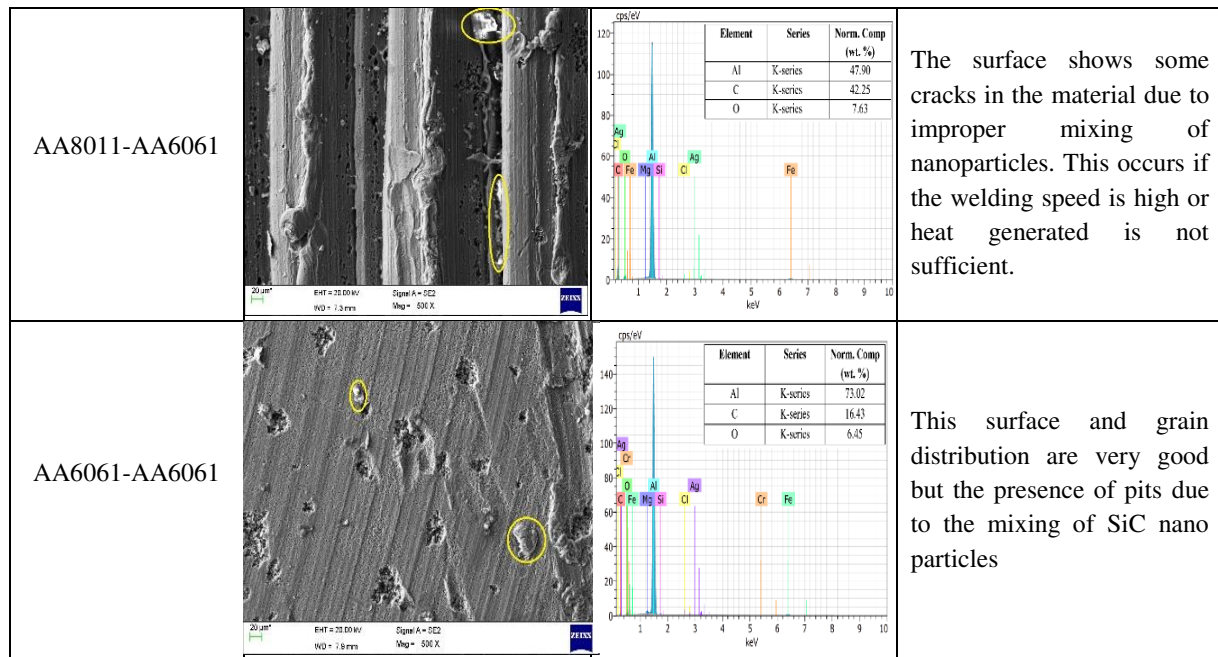 AA8011-AA6061
20 µm
EHT = 20.00 kV
Signal A = SE2
WD = 7.3 mm
Mag = 500 X
ZEISS
cps/eV
Element Series Norm. Comp
(wt. %)
Al K-series 47.90
C K-series 42.25
O K-series 7.63
120
100
80
60
40
20
0
Ag
Cl
O Al Ag
C Fe Mg Si Cl Fe
1 2 3 4 5 6 7 8 9 10
keV
The surface shows some
cracks in the material due to
improper mixing of
nanoparticles. This occurs if
the welding speed is high or
heat generated is not
sufficient.
AA6061-AA6061
20 µm
EHT = 20.00 kV
Signal A = SE2
WD = 7.9 mm
Mag = 500 X
ZEISS
cps/eV
Element Series Norm. Comp
(wt. %)
Al K-series 73.02
C K-series 16.43
O K-series 6.45
140
120
100
80
60
40
20
0
Ag
Cr
Cl
O Al Ag
C Fe Mg Si Cl Cr Fe
1 2 3 4 5 6 7 8 9 10
keV
This surface and grain
distribution are very good
but the presence of pits due
to the mixing of SiC nano
particles